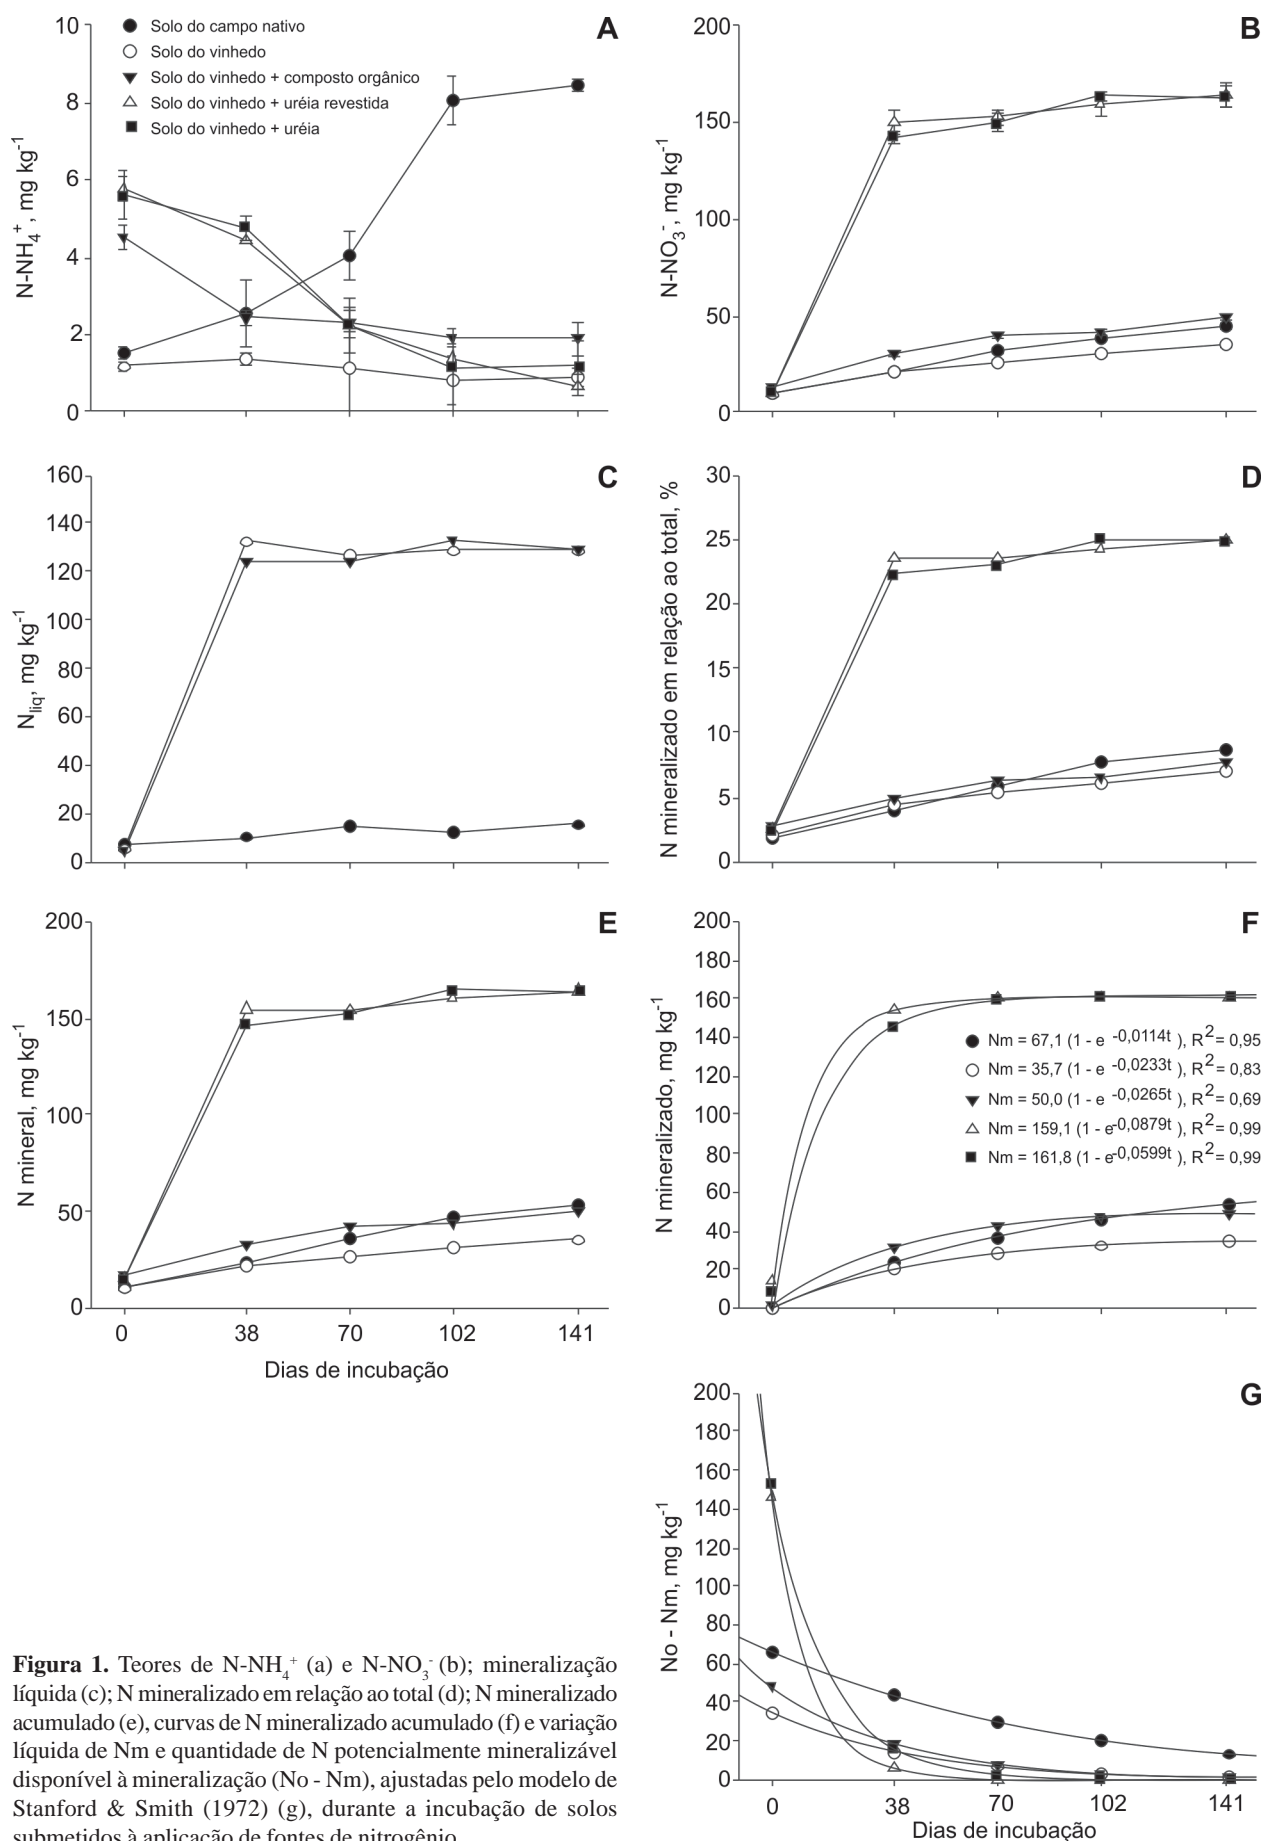 A
10
8
6
4
2
0
N-NH4+, mg kg-1
Solo do campo nativo
Solo do vinhedo
Solo do vinhedo + composto orgânico
Solo do vinhedo + uréia revestida
Solo do vinhedo + uréia
B
200
150
100
50
0
N-NO3-, mg kg-1
C
160
140
120
100
80
60
40
20
0
Nliq, mg kg-1
D
30
25
20
15
10
5
0
N mineralizado em relação ao total, %
E
200
150
100
50
0
N mineral, mg kg-1
0 38 70 102 141
Dias de incubação
F
200
180
160
140
120
100
80
60
40
20
0
N mineralizado, mg kg-1
Nm = 67,1 (1 - e -0,0114t ), R2 = 0,95
Nm = 35,7 (1 - e -0,0233t ), R2 = 0,83
Nm = 50,0 (1 - e -0,0265t ), R2 = 0,69
Nm = 159,1 (1 - e-0,0879t ), R2 = 0,99
Nm = 161,8 (1 - e-0,0599t ), R2 = 0,99
G
200
180
160
140
120
100
80
60
40
20
0
No - Nm, mg kg-1
0 38 70 102 141
Dias de incubação
Figura 1. Teores de N-NH4+ (a) e N-NO3- (b); mineralização
líquida (c); N mineralizado em relação ao total (d); N mineralizado
acumulado (e), curvas de N mineralizado acumulado (f) e variação
líquida de Nm e quantidade de N potencialmente mineralizável
disponível à mineralização (No - Nm), ajustadas pelo modelo de
Stanford & Smith (1972) (g), durante a incubação de solos
submetidos à aplicação de fontes de nitrogênio.